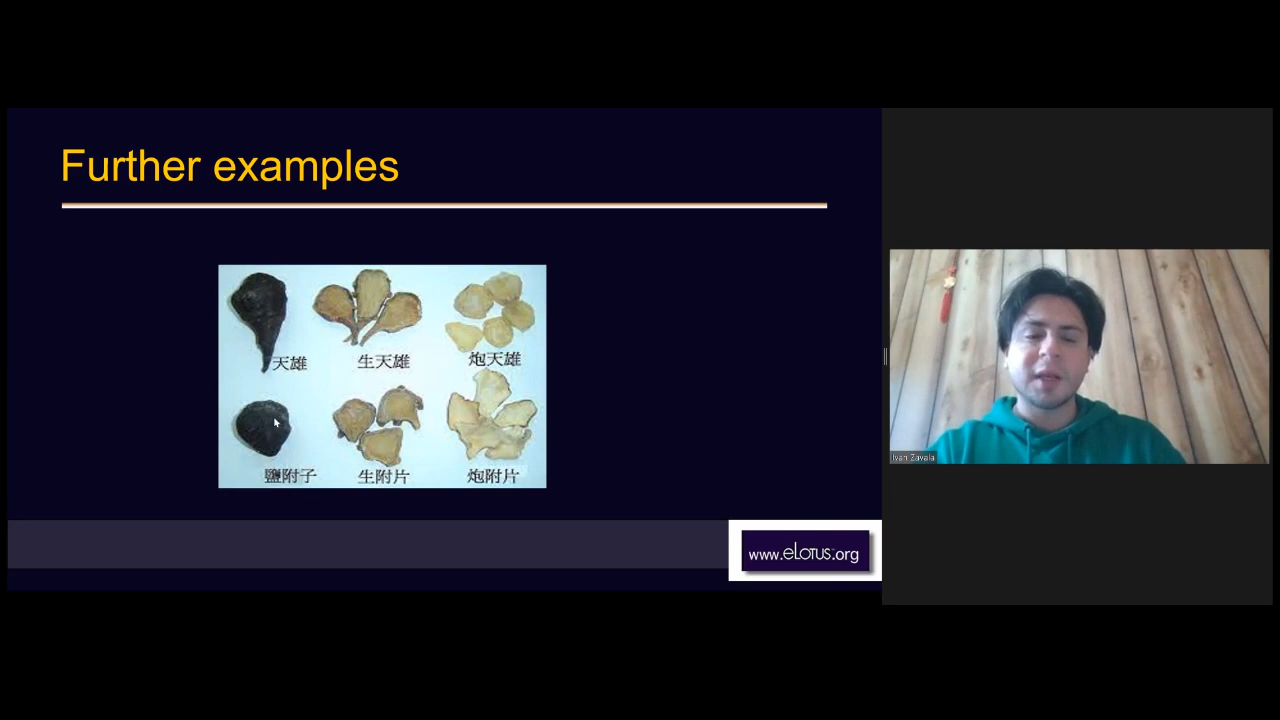 Further examples
天雄 生天雄 炮天雄
鹽附子 生附片 炮附片
www.eLotus.org
Ivan Zavala